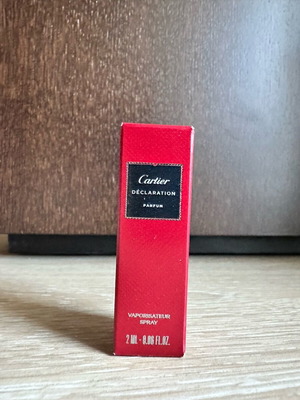 Cartier
DÉCLARATION
PARFUM
VAPORISATEUR
SPRAY
2 ML - 0.06 FL.OZ.